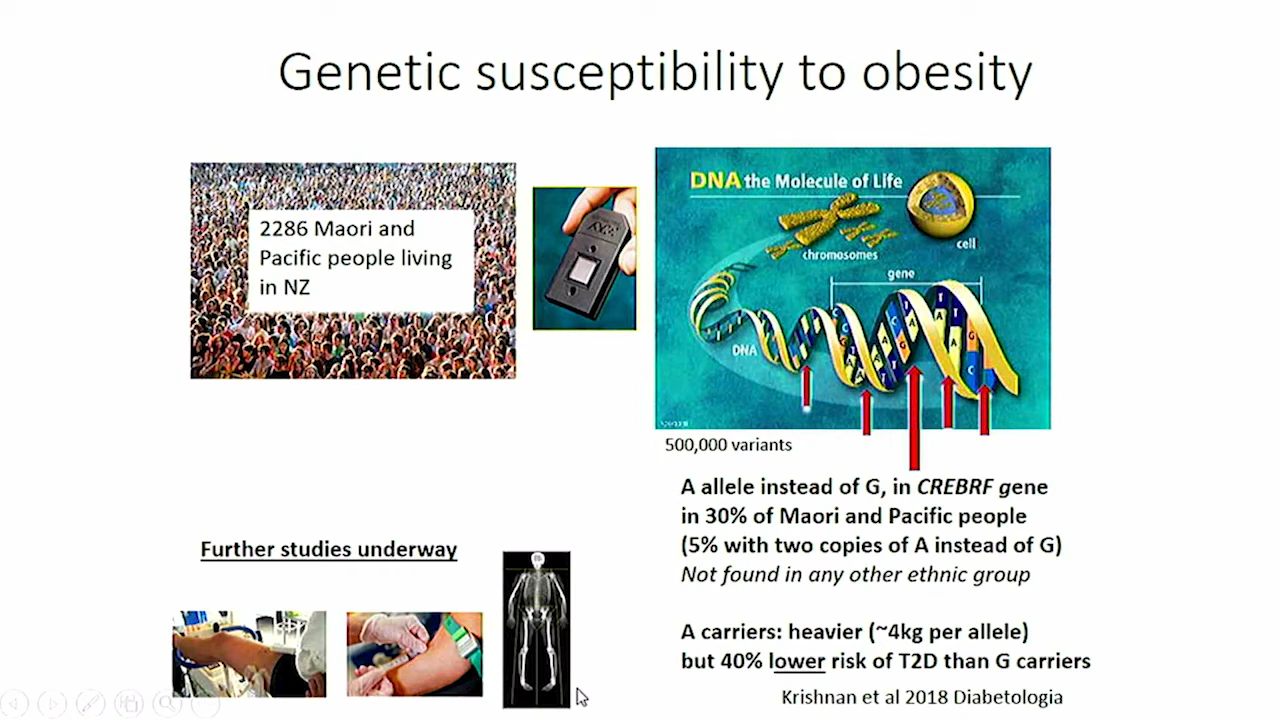 Genetic susceptibility to obesity
2286 Maori and
Pacific people living
in NZ
DNA the Molecule of Life
chromosomes
cell
gene
DNA
500,000 variants
A allele instead of G, in CREBRF gene
in 30% of Maori and Pacific people
(5% with two copies of A instead of G)
Not found in any other ethnic group
A carriers: heavier (~4kg per allele)
but 40% lower risk of T2D than G carriers
Krishnan et al 2018 Diabetologia
Further studies underway